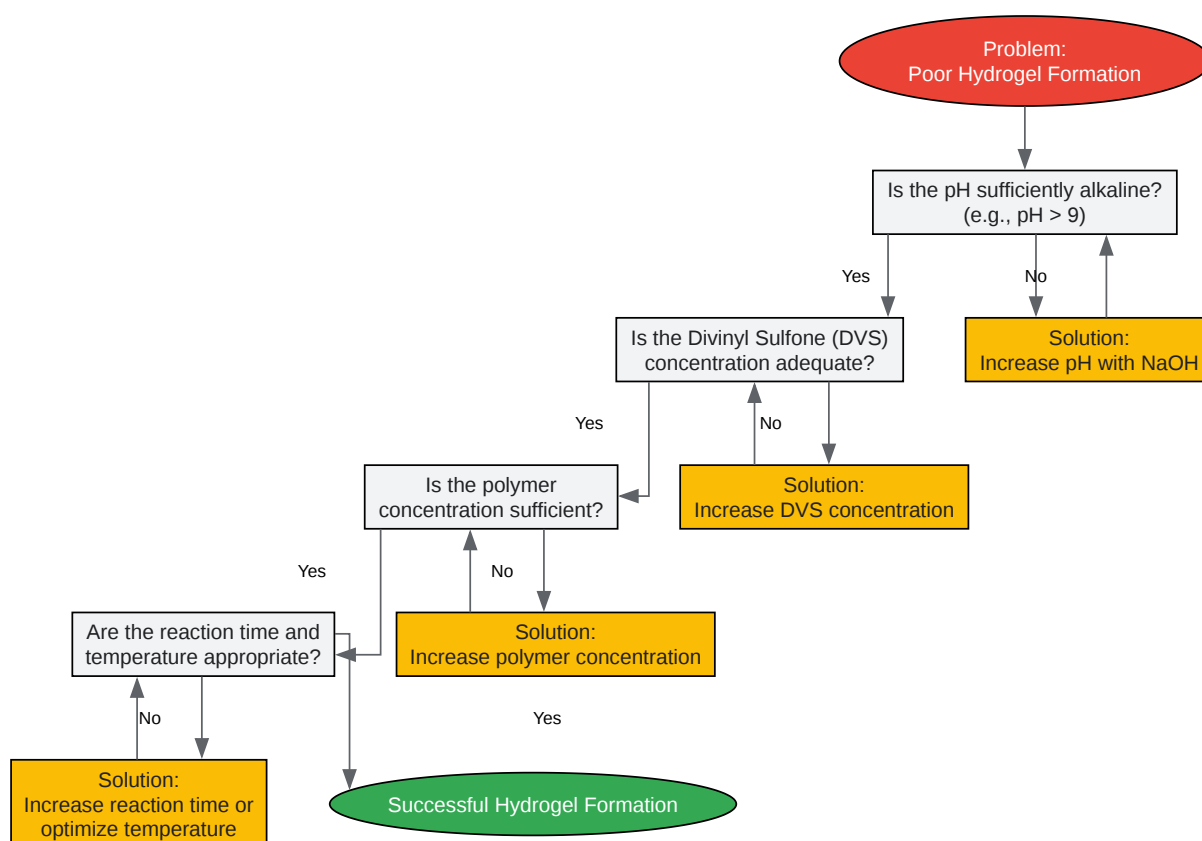 Problem:
Poor Hydrogel Formation
Is the pH sufficiently alkaline?
(e.g., pH > 9)
Yes
No
Is the Divinyl Sulfone (DVS)
concentration adequate?
Solution:
Increase pH with NaOH
Yes
No
Is the polymer
concentration sufficient?
Solution:
Increase DVS concentration
Yes
No
Are the reaction time and
temperature appropriate?
Solution:
Increase polymer concentration
No
Yes
Solution:
Increase reaction time or
optimize temperature
Successful Hydrogel Formation